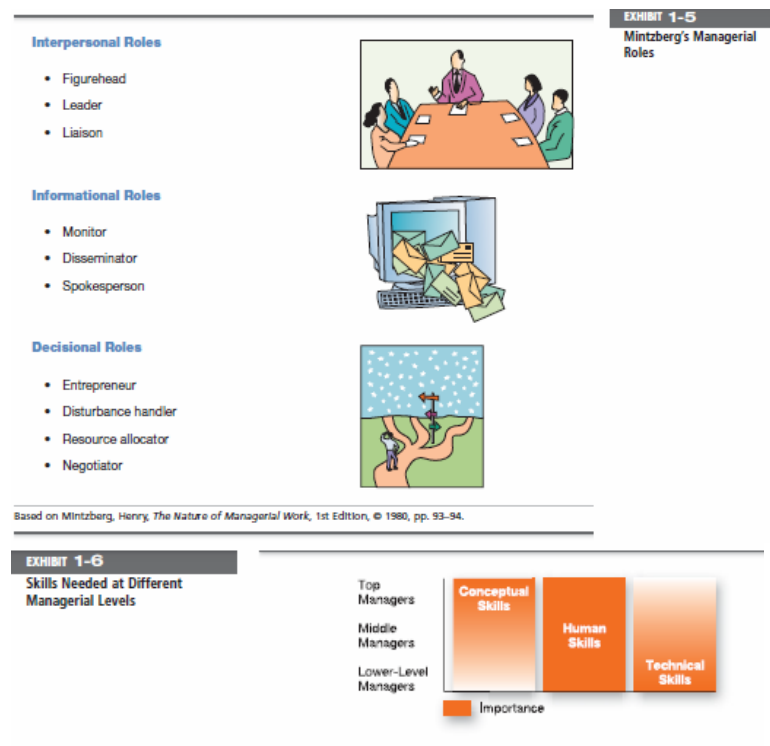 EXHIBIT 1-5
Mintzberg's Managerial
Roles
Interpersonal Roles
• Figurehead
• Leader
• Liaison
Informational Roles
• Monitor
• Disseminator
• Spokesperson
Decisional Roles
• Entrepreneur
• Disturbance handler
• Resource allocator
• Negotiator
Based on Mintzberg, Henry, The Nature of Managerial Work, 1st Edition, © 1980, pp. 93–94.
EXHIBIT 1-6
Skills Needed at Different
Managerial Levels
Top
Managers
Middle
Managers
Lower-Level
Managers
Conceptual
Skills
Human
Skills
Technical
Skills
Importance